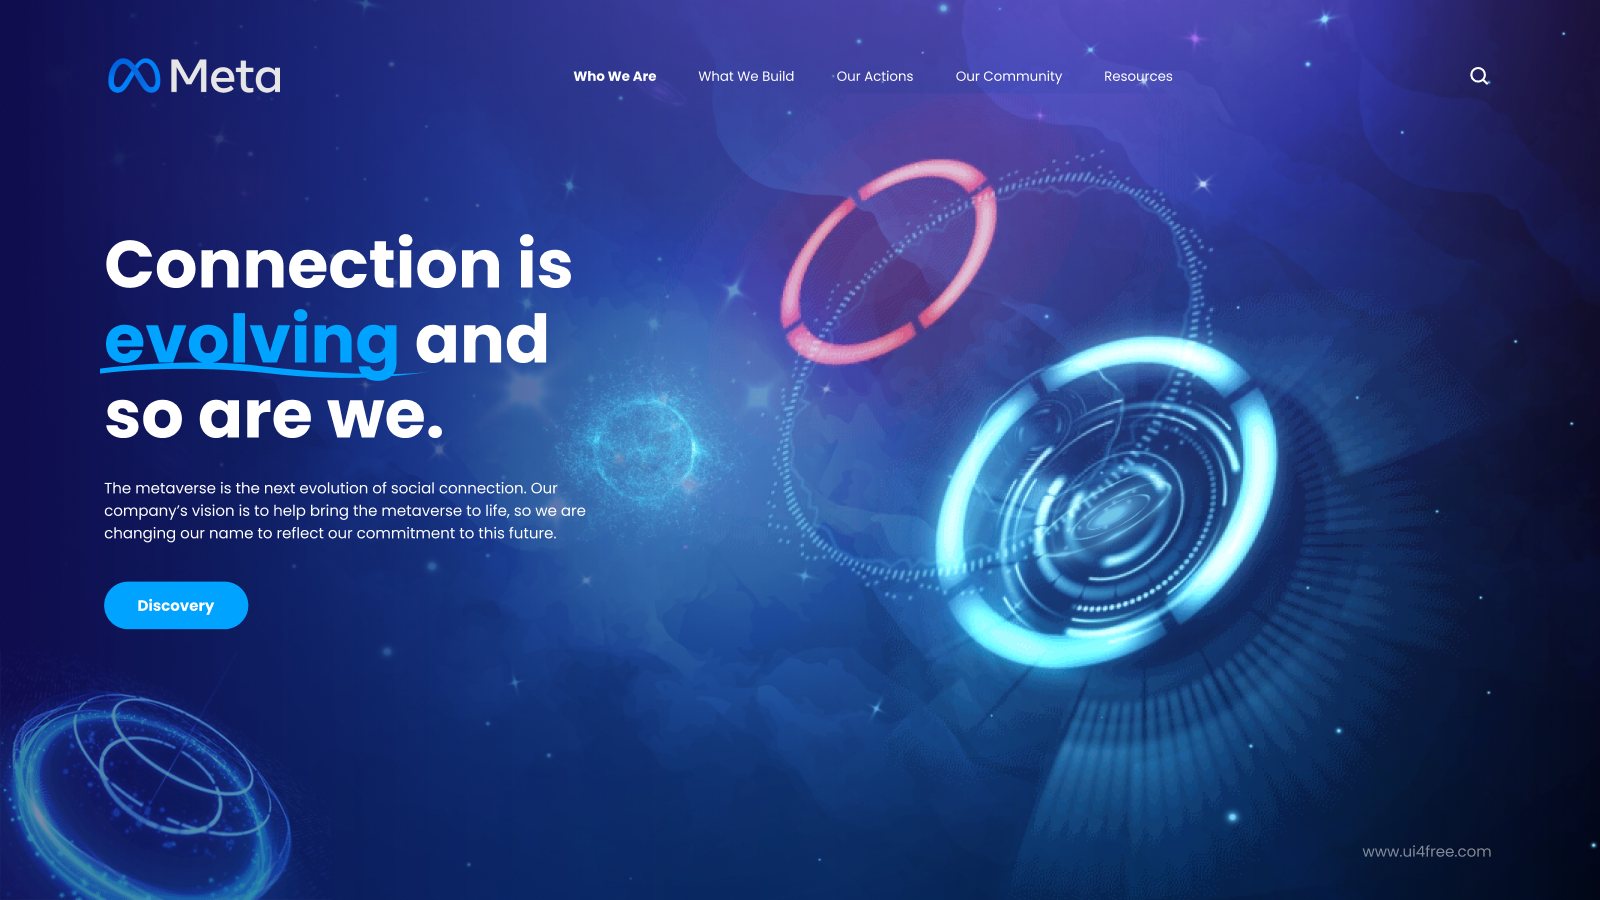 Meta
Who We Are What We Build Our Actions Our Community Resources
Connection is
evolving and
so are we.
The metaverse is the next evolution of social connection. Our
company’s vision is to help bring the metaverse to life, so we are
changing our name to reflect our commitment to this future.
Discovery
www.ui4free.com